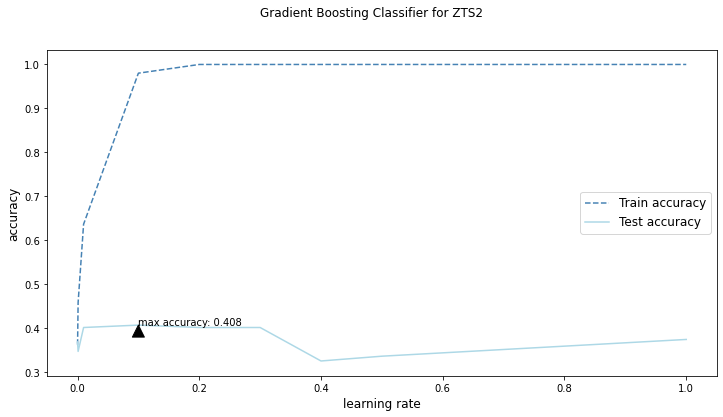 Gradient Boosting Classifier for ZTS2
accuracy
1.0
0.9
0.8
0.7
0.6
0.5
0.4
0.3
max accuracy: 0.408
Train accuracy
Test accuracy
0.0 0.2 0.4 0.6 0.8 1.0
learning rate